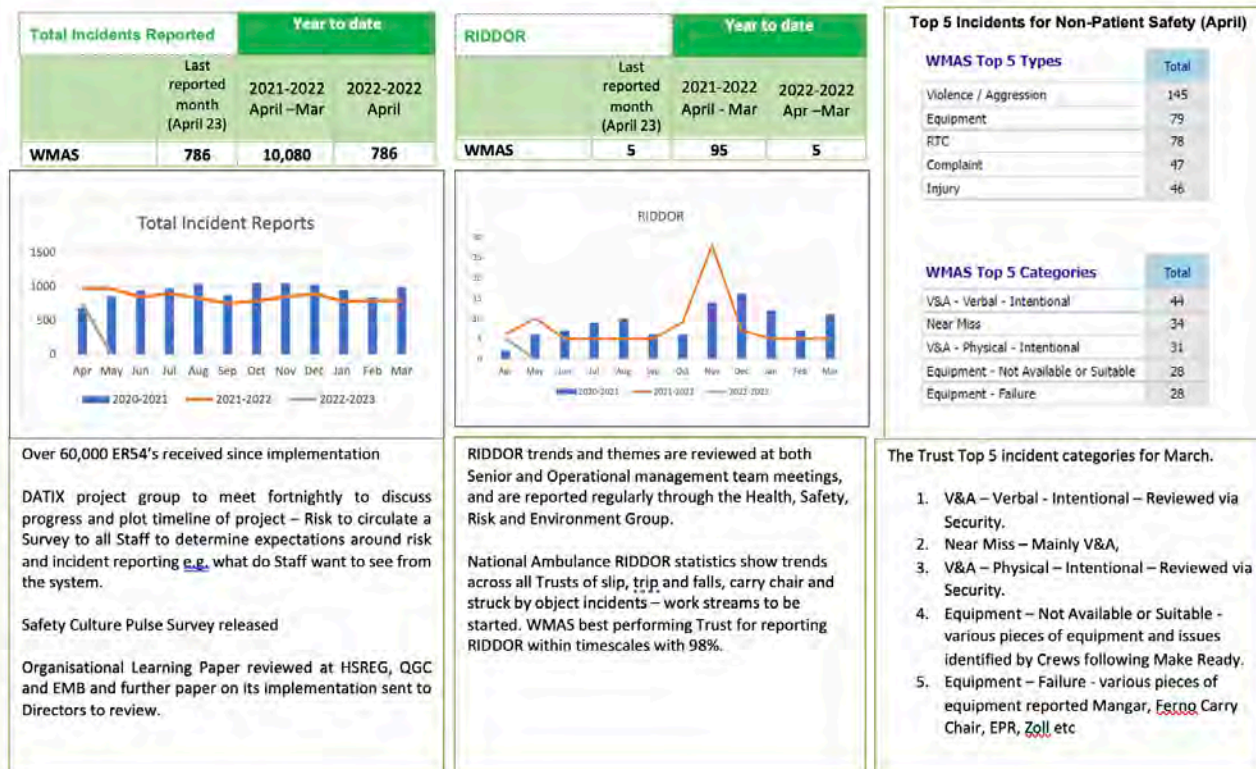 Total Incidents Reported
Year to date
Last
reported
month
(April 23)
2021-2022
April –Mar
2022-2022
April
WMAS
786
10,080
786
Total Incident Reports
1500
1000
500
0
Apr May Jun Jul Aug Sep Oct Nov Dec Jan Feb Mar
2020-2021
2021-2022
2022-2023
Over 60,000 ER54's received since implementation
DATIX project group to meet fortnightly to discuss
progress and plot timeline of project – Risk to circulate a
Survey to all Staff to determine expectations around risk
and incident reporting e.g. what do Staff want to see from
the system.
Safety Culture Pulse Survey released
Organisational Learning Paper reviewed at HSREG, QGC
and EMB and further paper on its implementation sent to
Directors to review.
RIDDOR
Year to date
Last
reported
month
(April 23)
2021-2022
April - Mar
2022-2022
Apr –Mar
WMAS
5
95
5
RIDDOR
30
25
20
15
10
5
0
Apr May Jun Jul Aug Sep Oct Nov Dec Jan Feb Mar
2020-2021
2021-2022
2022-2023
RIDDOR trends and themes are reviewed at both
Senior and Operational management team meetings,
and are reported regularly through the Health, Safety,
Risk and Environment Group.
National Ambulance RIDDOR statistics show trends
across all Trusts of slip, trip and falls, carry chair and
struck by object incidents – work streams to be
started. WMAS best performing Trust for reporting
RIDDOR within timescales with 98%.
Top 5 Incidents for Non-Patient Safety (April)
WMAS Top 5 Types Total
Violence / Aggression 145
Equipment 79
RTC 78
Complaint 47
Injury 46
WMAS Top 5 Categories Total
V&A - Verbal - Intentional 44
Near Miss 34
V&A - Physical - Intentional 31
Equipment - Not Available or Suitable 28
Equipment - Failure 28
The Trust Top 5 incident categories for March.
1. V&A – Verbal - Intentional – Reviewed via
Security.
2. Near Miss – Mainly V&A,
3. V&A – Physical – Intentional – Reviewed via
Security.
4. Equipment – Not Available or Suitable -
various pieces of equipment and issues
identified by Crews following Make Ready.
5. Equipment – Failure - various pieces of
equipment reported Mangar, Ferno Carry
Chair, EPR, Zoll etc